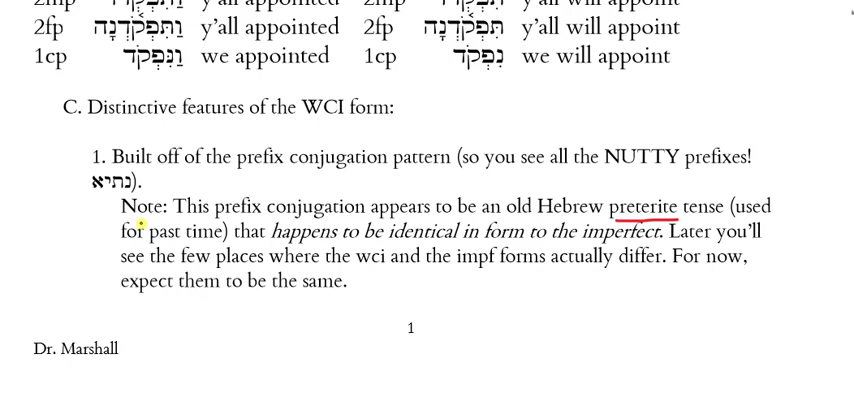 2fp וַתִּפְקֹ֫דְנָה y’all appointed 2fp תִּפְקֹ֫דְנָה y’all will appoint
1cp וַנִּפְקֹד we appointed 1cp נִפְקֹד we will appoint
C. Distinctive features of the WCI form:
1. Built off of the prefix conjugation pattern (so you see all the NUTTY prefixes!
נתיא).
Note: This prefix conjugation appears to be an old Hebrew preterite tense (used
for past time) that happens to be identical in form to the imperfect. Later you’ll
see the few places where the wci and the impf forms actually differ. For now,
expect them to be the same.
1
Dr. Marshall